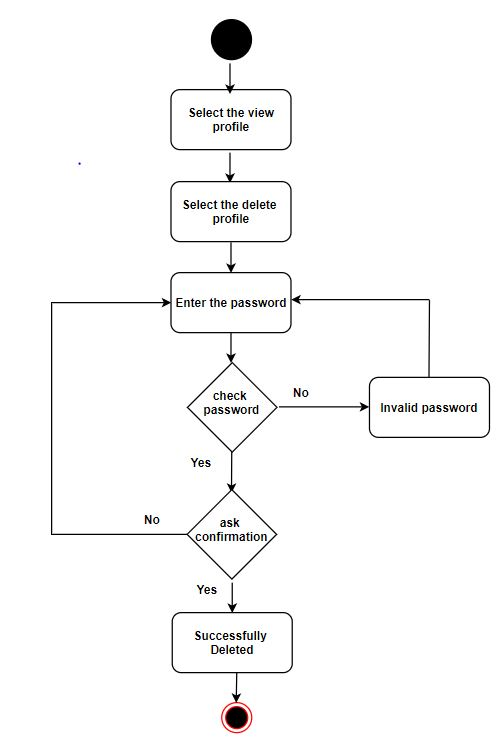 Select the view
profile
Select the delete
profile
Enter the password
check
password
No
Invalid password
Yes
ask
confirmation
No
Yes
Successfully
Deleted